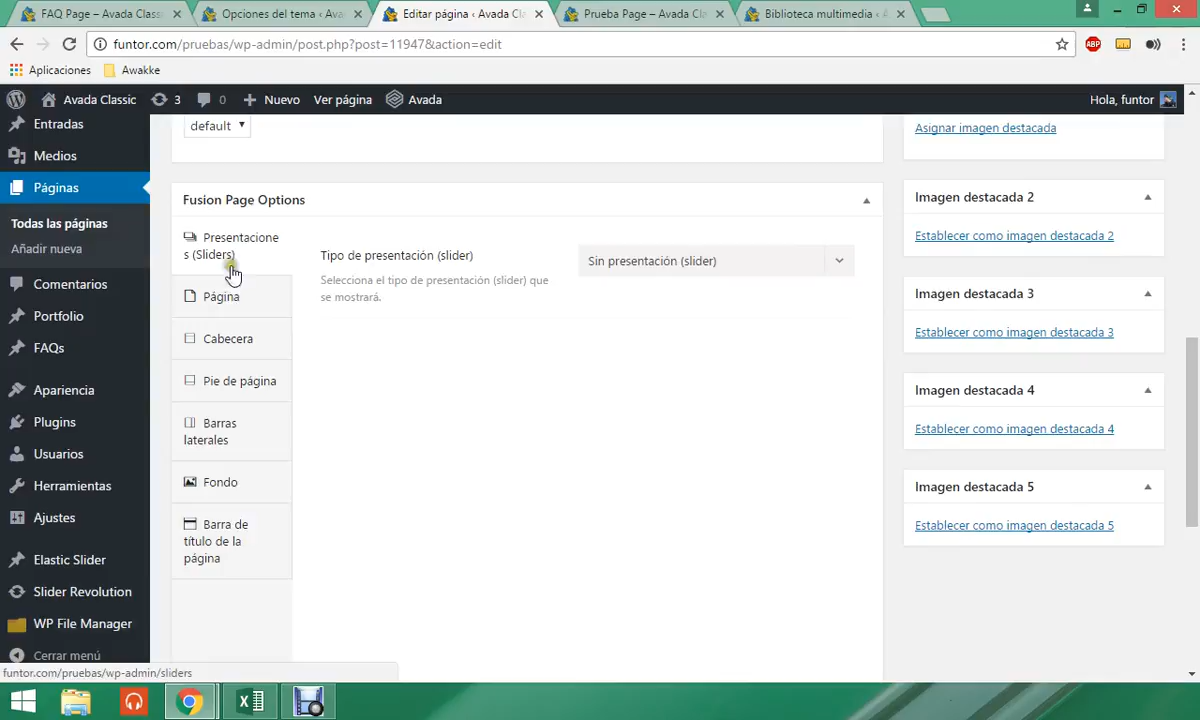 FAQ Page – Avada Classi
Opciones del tema ‹ Ava
Editar página ‹ Avada Cl
Prueba Page – Avada Cl
Biblioteca multimedia ‹ A
funtor.com/pruebas/wp-admin/post.php?post=11947&action=edit
ABP
Aplicaciones
Awakke
Avada Classic
3
0
Nuevo
Ver página
Avada
Hola, funtor
Entradas
Medios
Páginas
Todas las páginas
Añadir nueva
Comentarios
Portfolio
FAQs
Apariencia
Plugins
Usuarios
Herramientas
Ajustes
Elastic Slider
Slider Revolution
WP File Manager
Cerrar menú
default
Fusion Page Options
Presentacione
s (Sliders)
Página
Cabecera
Pie de página
Barras
laterales
Fondo
Barra de
título de la
página
Tipo de presentación (slider)
Selecciona el tipo de presentación (slider) que
se mostrará.
Sin presentación (slider)
Asignar imagen destacada
Imagen destacada 2
Establecer como imagen destacada 2
Imagen destacada 3
Establecer como imagen destacada 3
Imagen destacada 4
Establecer como imagen destacada 4
Imagen destacada 5
Establecer como imagen destacada 5
funtor.com/pruebas/wp-admin/sliders